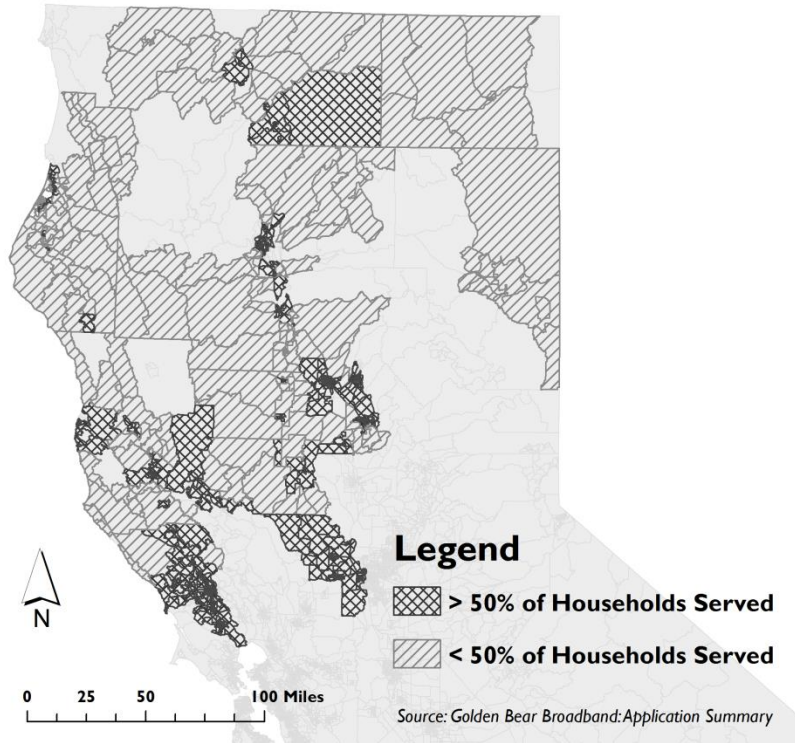 Legend
> 50% of Households Served
< 50% of Households Served
N
0 25 50 100 Miles
Source: Golden Bear Broadband: Application Summary